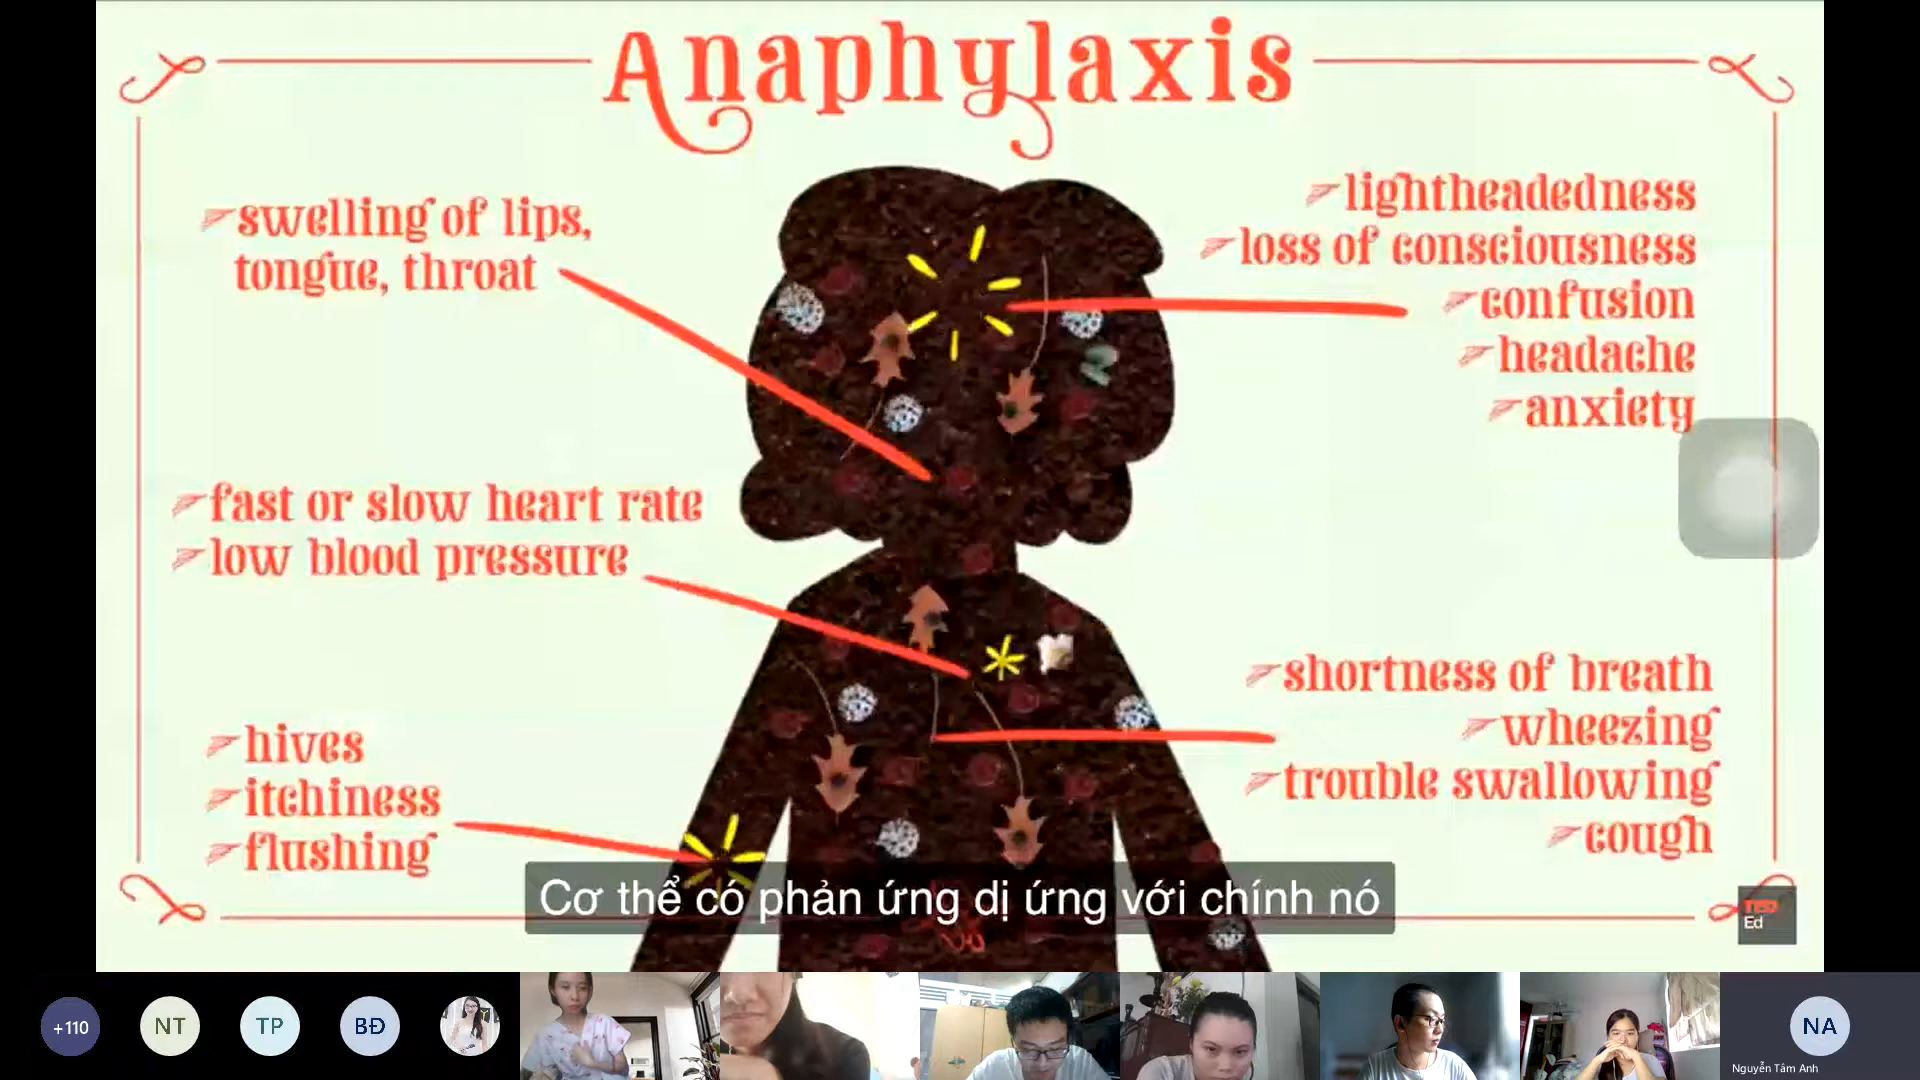 Anaphylaxis
swelling of lips,
tongue, throat
fast or slow heart rate
low blood pressure
hives
itchiness
flushing
lightheadedness
loss of consciousness
confusion
headache
anxiety
shortness of breath
wheezing
trouble swallowing
cough
Cơ thể có phản ứng dị ứng với chính nó
TED
Ed
+110
NT
TP
BĐ
NA
Nguyễn Tâm Anh